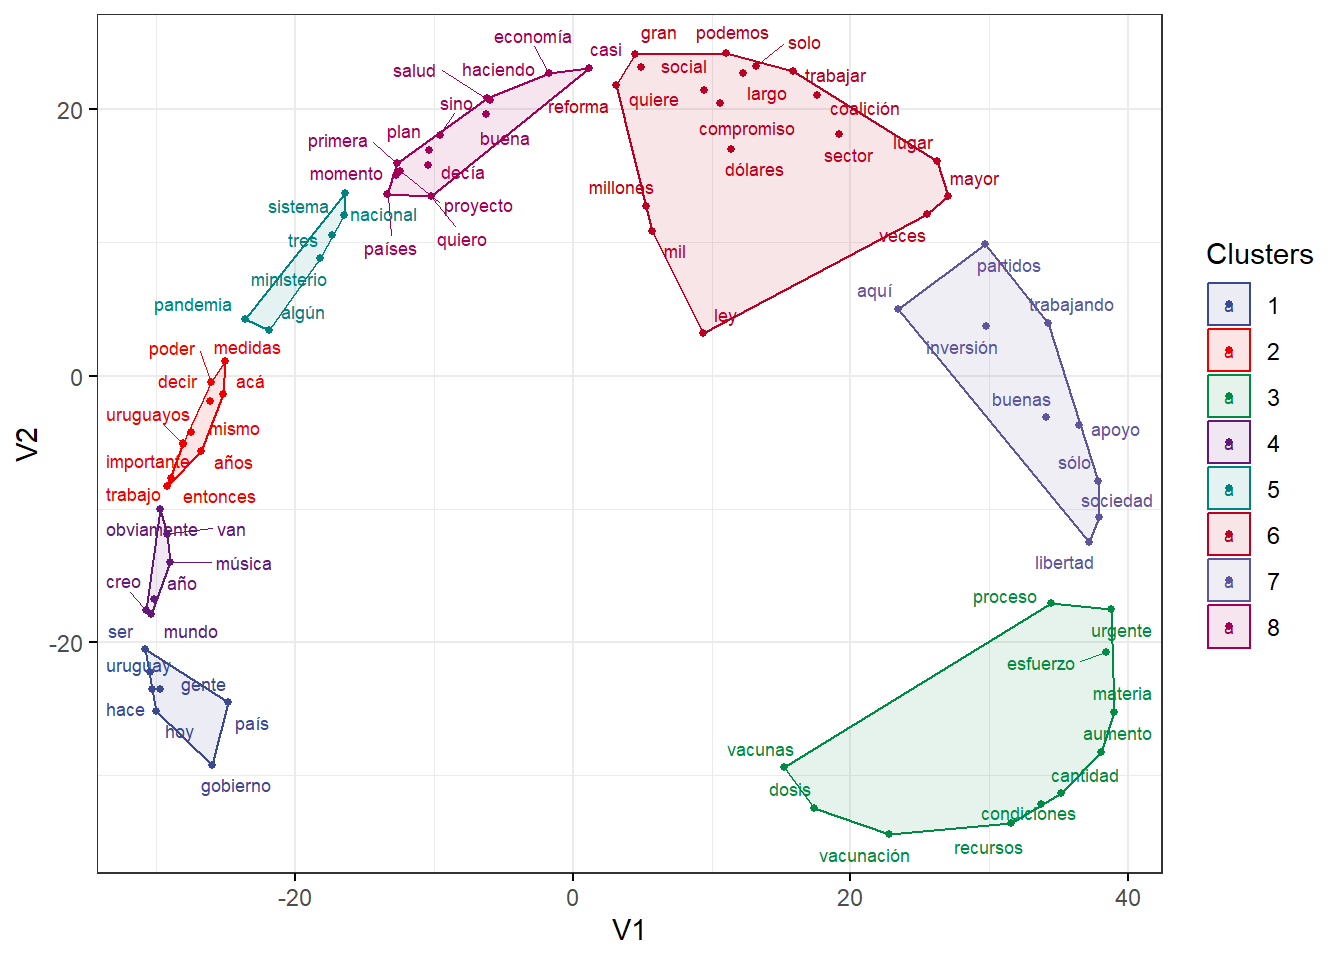 gran
podemos
economía
solo
casi
salud
haciendo
social
trabajar
sino
quiere
largo
reforma
coalición
plan
primera
buena
compromiso
lugar
sector
momento
decía
dólares
mayor
millones
sistema
nacional
proyecto
tres
quiero
veces
países
mil
partidos
ministerio
aquí
pandemia
algún
ley
trabajando
poder
medidas
inversión
decir
acá
buenas
uruguayos
mismo
apoyo
importante
años
sólo
trabajo
entonces
sociedad
obviamente
van
música
libertad
creo
año
proceso
ser
mundo
urgente
uruguay
esfuerzo
gente
materia
hace
país
hoy
aumento
vacunas
cantidad
gobierno
dosis
condiciones
recursos
vacunación
20
0
-20
V2
-20
0
20
40
V1
Clusters
a 1
a 2
a 3
a 4
a 5
a 6
a 7
a 8